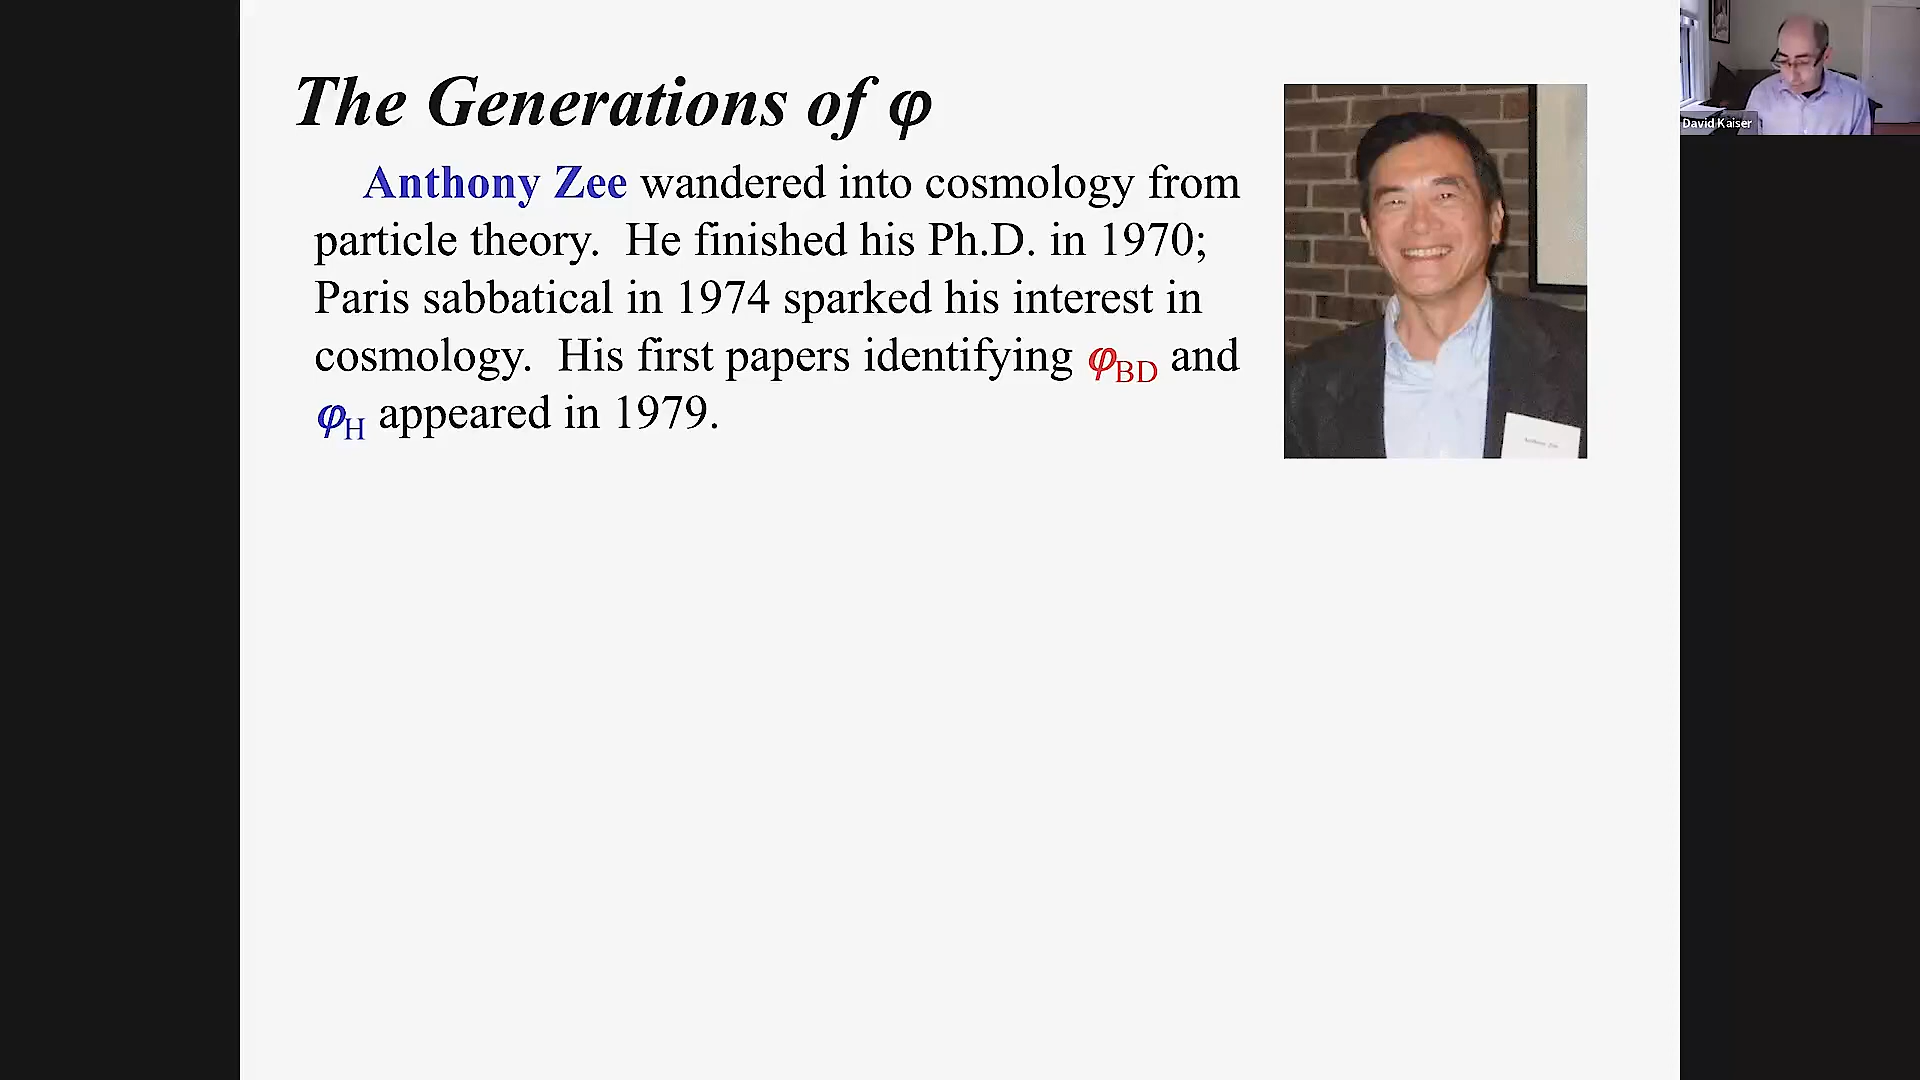 The Generations of φ
Anthony Zee wandered into cosmology from
particle theory. He finished his Ph.D. in 1970;
Paris sabbatical in 1974 sparked his interest in
cosmology. His first papers identifying φBD and
φH appeared in 1979.
David Kaiser